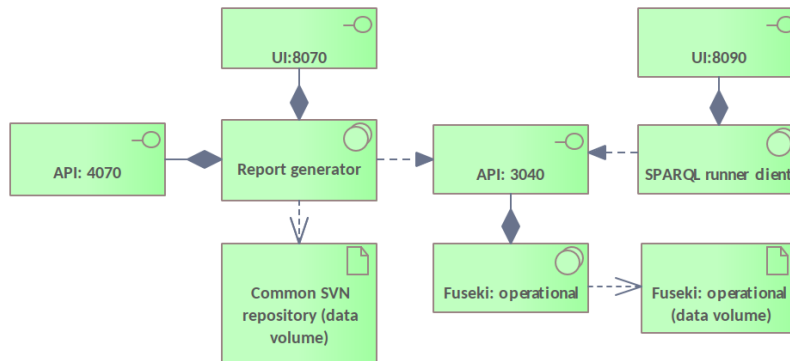 UI:8070
UI:8090
API: 4070
Report generator
API: 3040
SPARQL runner client
Common SVN
repository (data
volume)
Fuseki: operational
Fuseki: operational
(data volume)